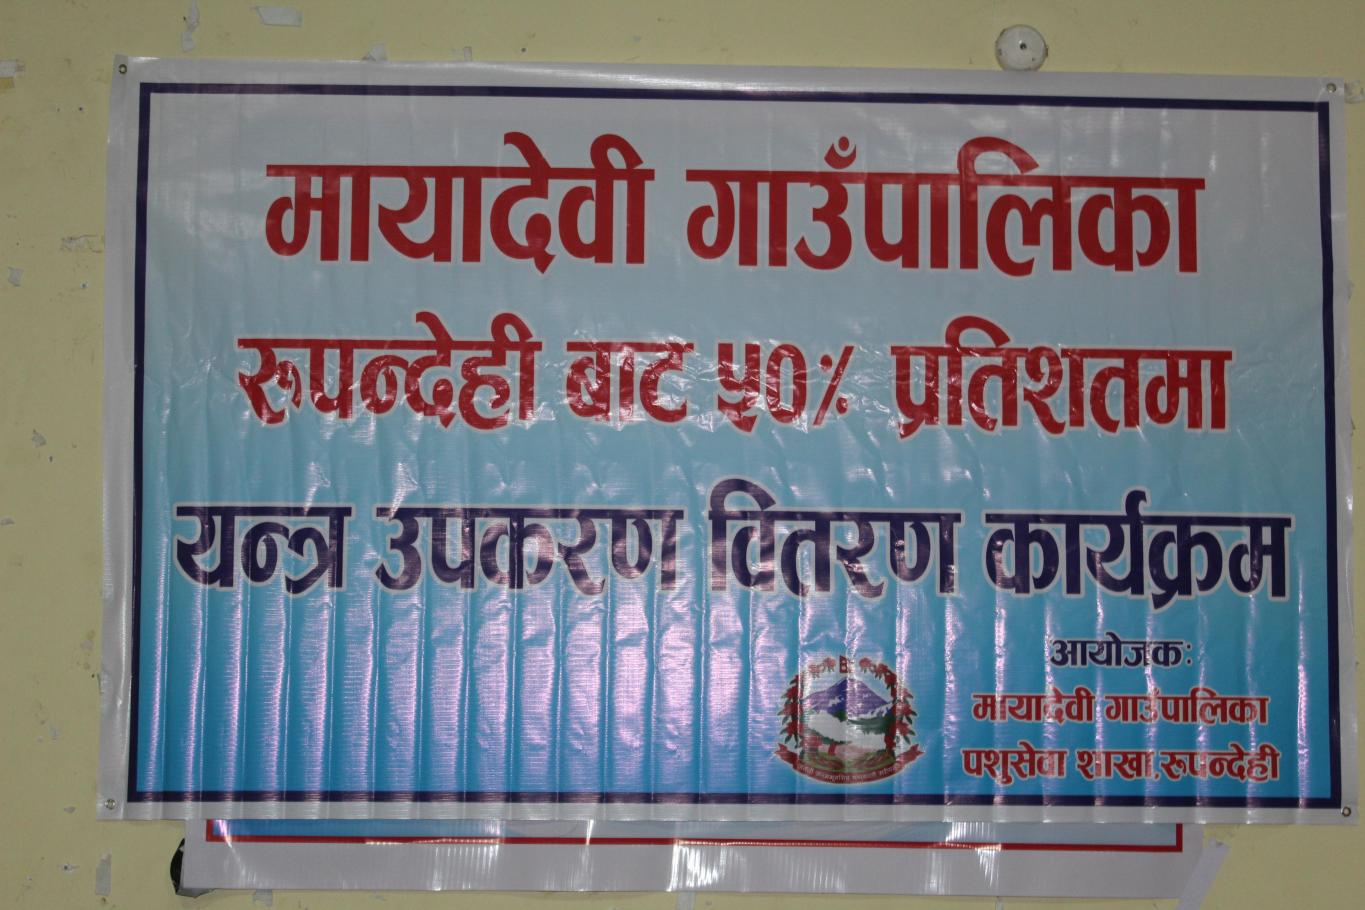 मायादेवी गाउँपालिका
रुपन्देही बाट ५०% प्रतिशतमा
यन्त्र उपकरण वितरण कार्यक्रम
आयोजकः
मायादेवी गाउँपालिका
पशुसेवा शाखा,रुपन्देही